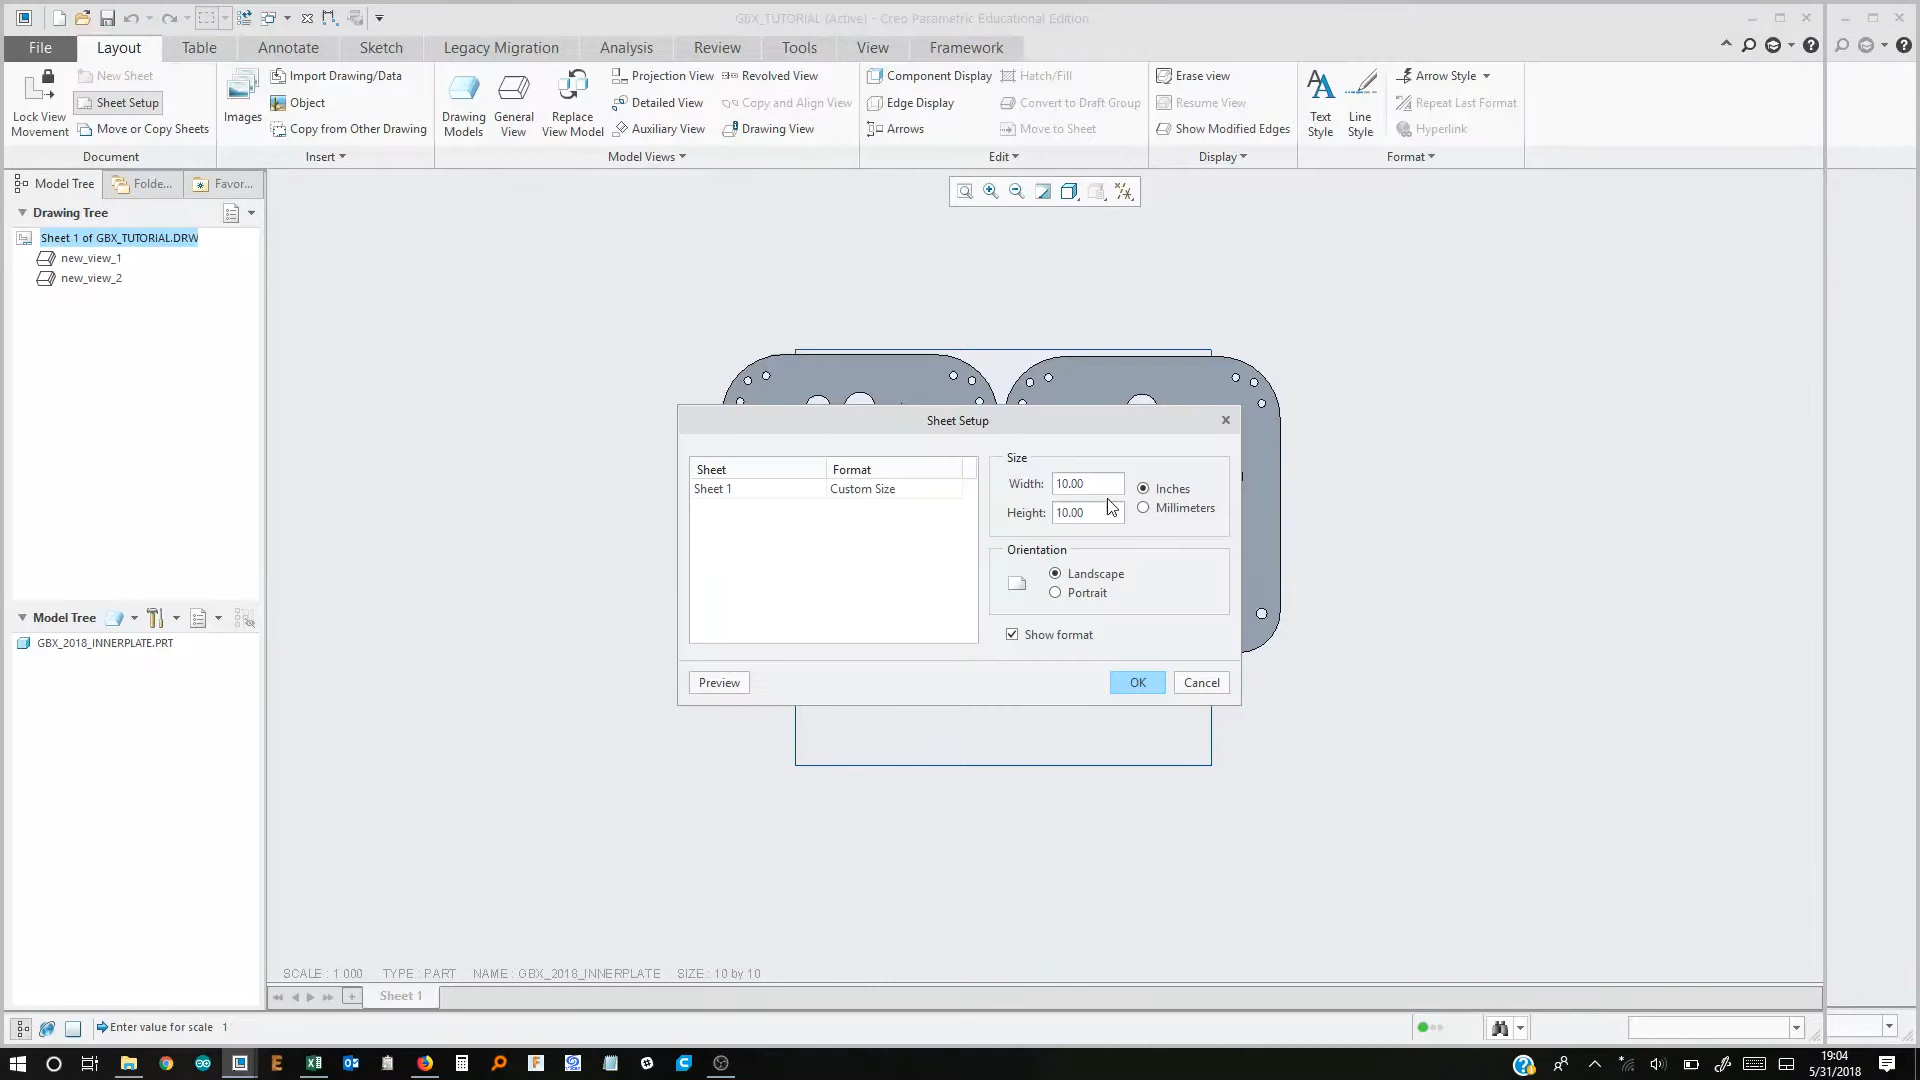 GBX_TUTORIAL (Active) - Creo Parametric Educational Edition
File
Layout
Table
Annotate
Sketch
Legacy Migration
Analysis
Review
Tools
View
Framework
Lock View
Movement
New Sheet
Sheet Setup
Move or Copy Sheets
Document
Images
Import Drawing/Data
Object
Copy from Other Drawing
Insert
Drawing
Models
General
View
Replace
View Model
Projection View
Detailed View
Auxiliary View
Revolved View
Copy and Align View
Drawing View
Model Views
Component Display
Edge Display
Arrows
Hatch/Fill
Convert to Draft Group
Move to Sheet
Edit
Erase view
Resume View
Show Modified Edges
Display
Text
Style
Line
Style
Arrow Style
Repeat Last Format
Hyperlink
Format
Model Tree
Folde...
Favor...
Drawing Tree
Sheet 1 of GBX_TUTORIAL.DRW
new_view_1
new_view_2
Model Tree
GBX_2018_INNERPLATE.PRT
Sheet Setup
Sheet
Format
Sheet 1
Custom Size
Size
Width:
10.00
Height:
10.00
Inches
Millimeters
Orientation
Landscape
Portrait
Show format
Preview
OK
Cancel
SCALE : 1.000 TYPE : PART NAME : GBX_2018_INNERPLATE SIZE : 10 by 10
Sheet 1
Enter value for scale 1
19:04
5/31/2018